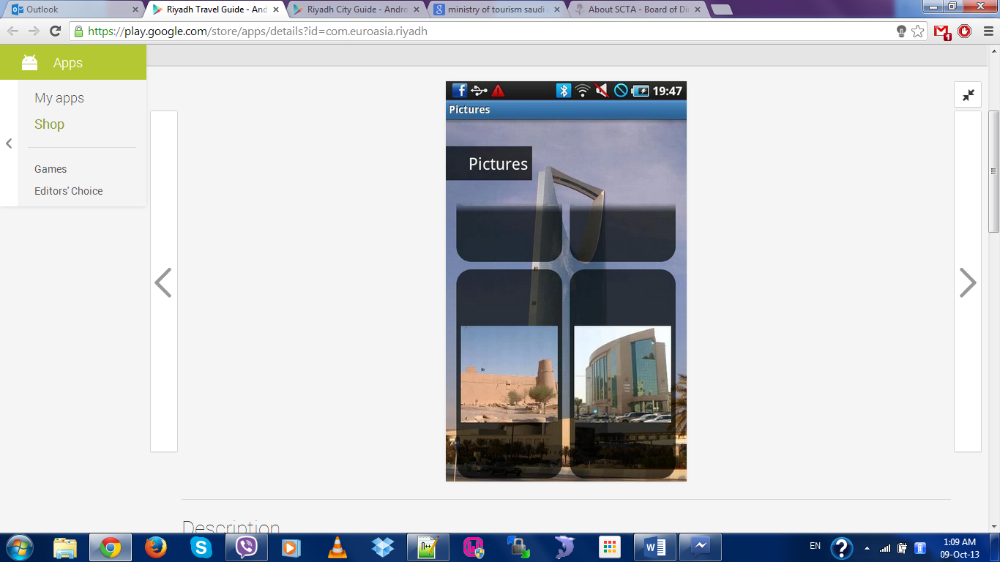 Outlook
Riyadh Travel Guide - And
Riyadh City Guide - Andro
ministry of tourism saudi a
About SCTA - Board of Di
https://play.google.com/store/apps/details?id=com.euroasia.riyadh
1
Apps
My apps
Shop
Games
Editors' Choice
19:47
Pictures
Pictures
Description
EN
1:09 AM
09-Oct-13